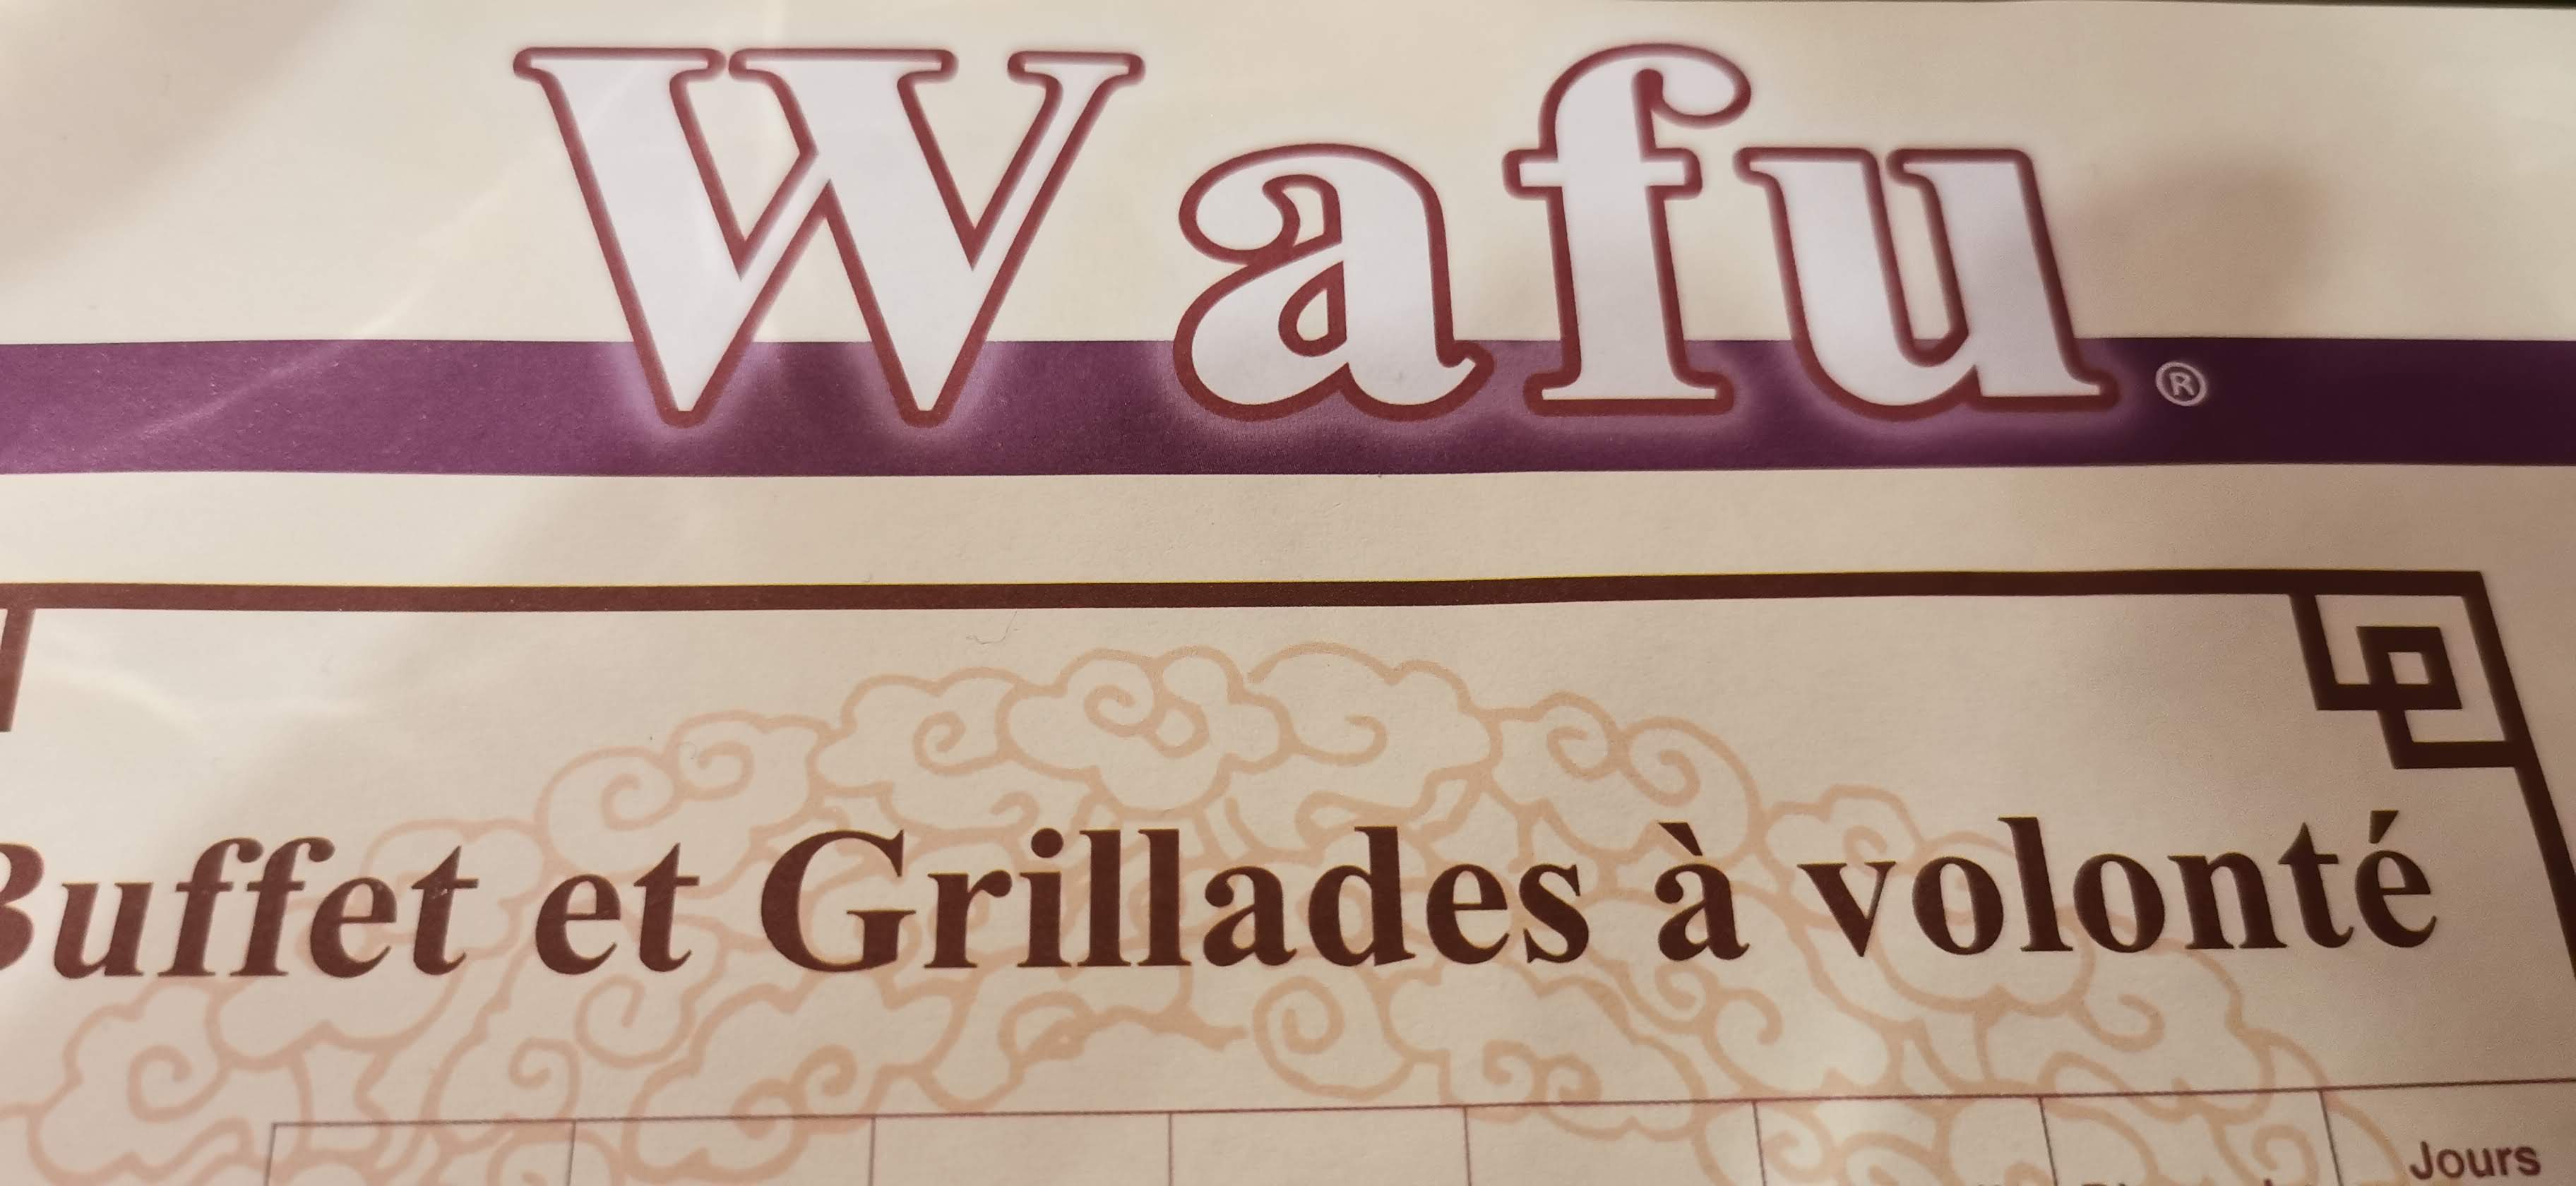 Wafu®
Buffet et Grillades à volonté
Jours